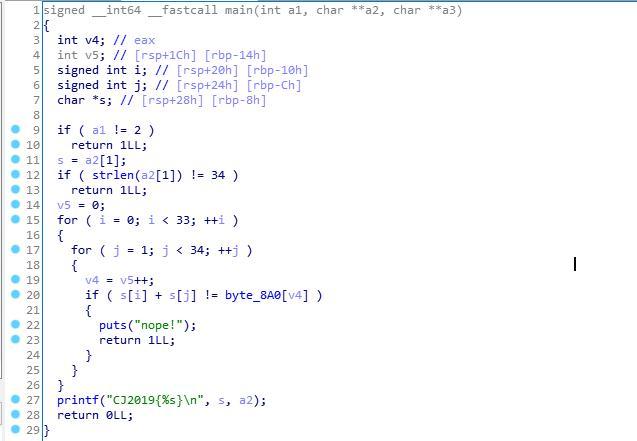 1 signed __int64 __fastcall main(int a1, char **a2, char **a3)
2 {
3 int v4; // eax
4 int v5; // [rsp+1Ch] [rbp-14h]
5 signed int i; // [rsp+20h] [rbp-10h]
6 signed int j; // [rsp+24h] [rbp-Ch]
7 char *s; // [rsp+28h] [rbp-8h]
8
9 if ( a1 != 2 )
10 return 1LL;
11 s = a2[1];
12 if ( strlen(a2[1]) != 34 )
13 return 1LL;
14 v5 = 0;
15 for ( i = 0; i < 33; ++i )
16 {
17 for ( j = 1; j < 34; ++j )
18 {
19 v4 = v5++;
20 if ( s[i] + s[j] != byte_8A0[v4] )
21 {
22 puts("nope!");
23 return 1LL;
24 }
25 }
26 }
27 printf("CJ2019{%s}\n", s, a2);
28 return 0LL;
29 }